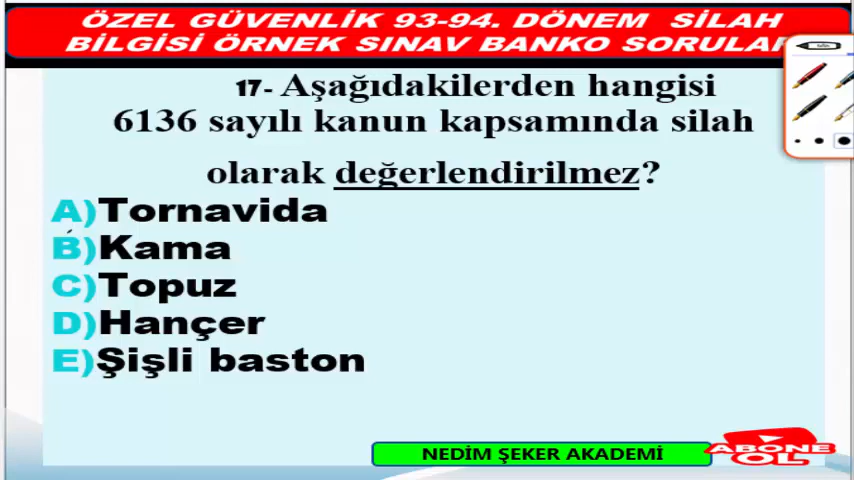 ÖZEL GÜVENLİK 93-94. DÖNEM SİLAH
BİLGİSİ ÖRNEK SINAV BANKO SORULAR
17- Aşağıdakilerden hangisi
6136 sayılı kanun kapsamında silah
olarak değerlendirilmez?
A)Tornavida
B)Kama
C)Topuz
D)Hançer
E)Şişli baston
NEDİM ŞEKER AKADEMİ
ABONE
OL